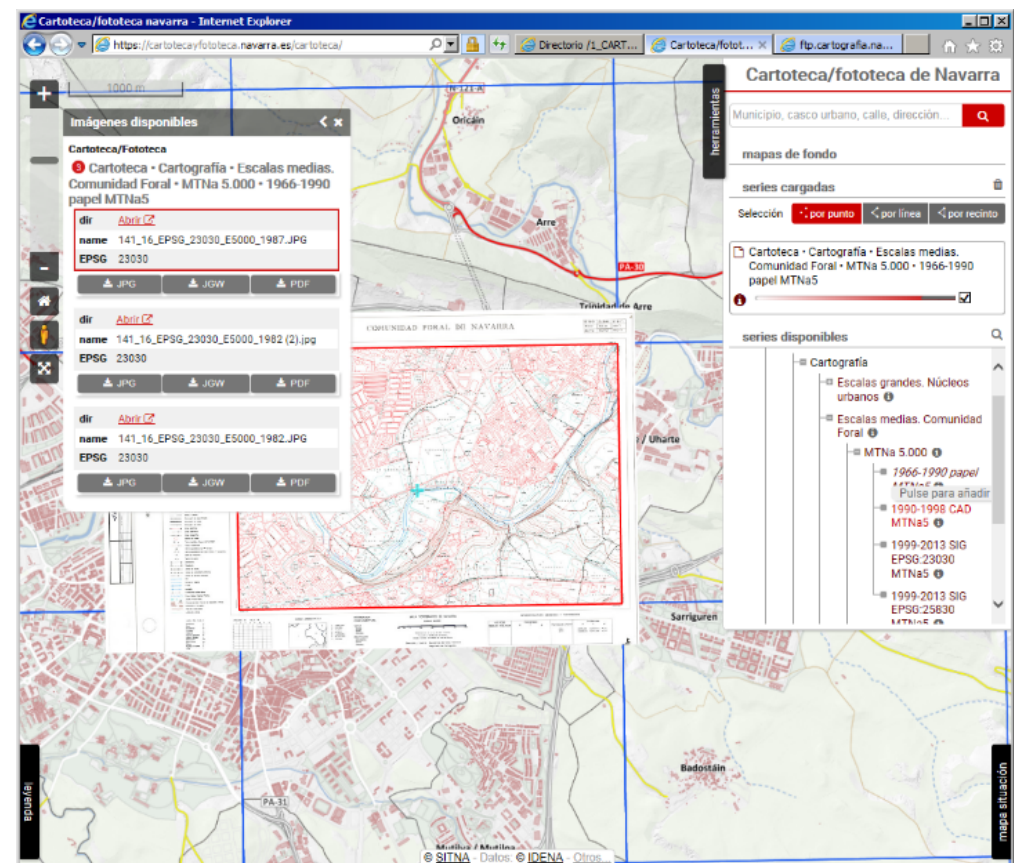 Cartoteca/fototeca navarra - Internet Explorer
https://cartotecayfototeca.navarra.es/cartoteca/
Directorio /1_CART...
Cartoteca/fotot...
ftp.cartografia.na...
1000 m
N-121-A
Oricáin
Imágenes disponibles
Cartoteca/Fototeca
3 Cartoteca • Cartografía • Escalas medias.
Comunidad Foral • MTNa 5.000 • 1966-1990
papel MTNa5
dir Abrir
name 141_16_EPSG_23030_E5000_1987.JPG
EPSG 23030
JPG JGW PDF
dir Abrir
name 141_16_EPSG_23030_E5000_1982 (2).jpg
EPSG 23030
JPG JGW PDF
dir Abrir
name 141_16_EPSG_23030_E5000_1982.JPG
EPSG 23030
JPG JGW PDF
Arre
PA-30
Trinidad de Arre
COMUNIDAD FORAL DE NAVARRA
/ Uharte
Sarriguren
Badostáin
PA-31
Mutilva / Mutiloa
© SITNA - Datos: © IDENA - Otros...
leyenda
mapa situación
herramientas
Cartoteca/fototeca de Navarra
Municipio, casco urbano, calle, dirección...
mapas de fondo
series cargadas
Selección por punto por línea por recinto
Cartoteca • Cartografía • Escalas medias.
Comunidad Foral • MTNa 5.000 • 1966-1990
papel MTNa5
series disponibles
Cartografía
Escalas grandes. Núcleos
urbanos
Escalas medias. Comunidad
Foral
MTNa 5.000
1966-1990 papel
MTNa5
Pulse para añadir
1990-1998 CAD
MTNa5
1999-2013 SIG
EPSG:23030
MTNa5
1999-2013 SIG
EPSG:25830
MTNa5